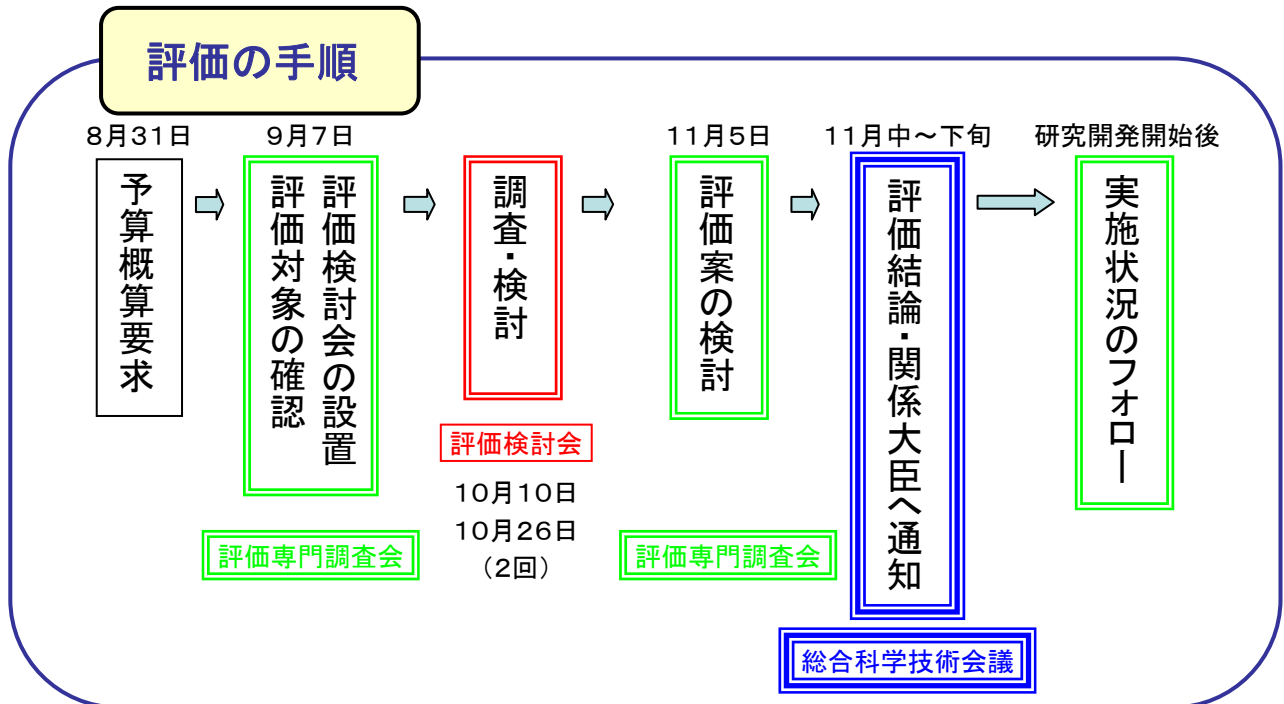 評価の手順
8月31日
予算概算要求
9月7日
評価検討会の設置
評価対象の確認
評価専門調査会
調査・検討
評価検討会
10月10日
10月26日
（2回）
11月5日
評価案の検討
評価専門調査会
11月中～下旬
評価結論・関係大臣へ通知
総合科学技術会議
研究開発開始後
実施状況のフォロー